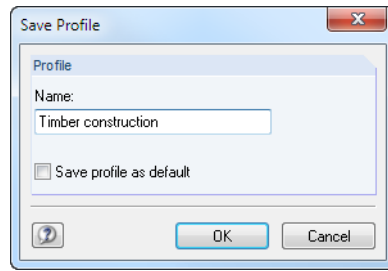 Save Profile
Profile
Name:
Timber construction
Save profile as default
OK Cancel